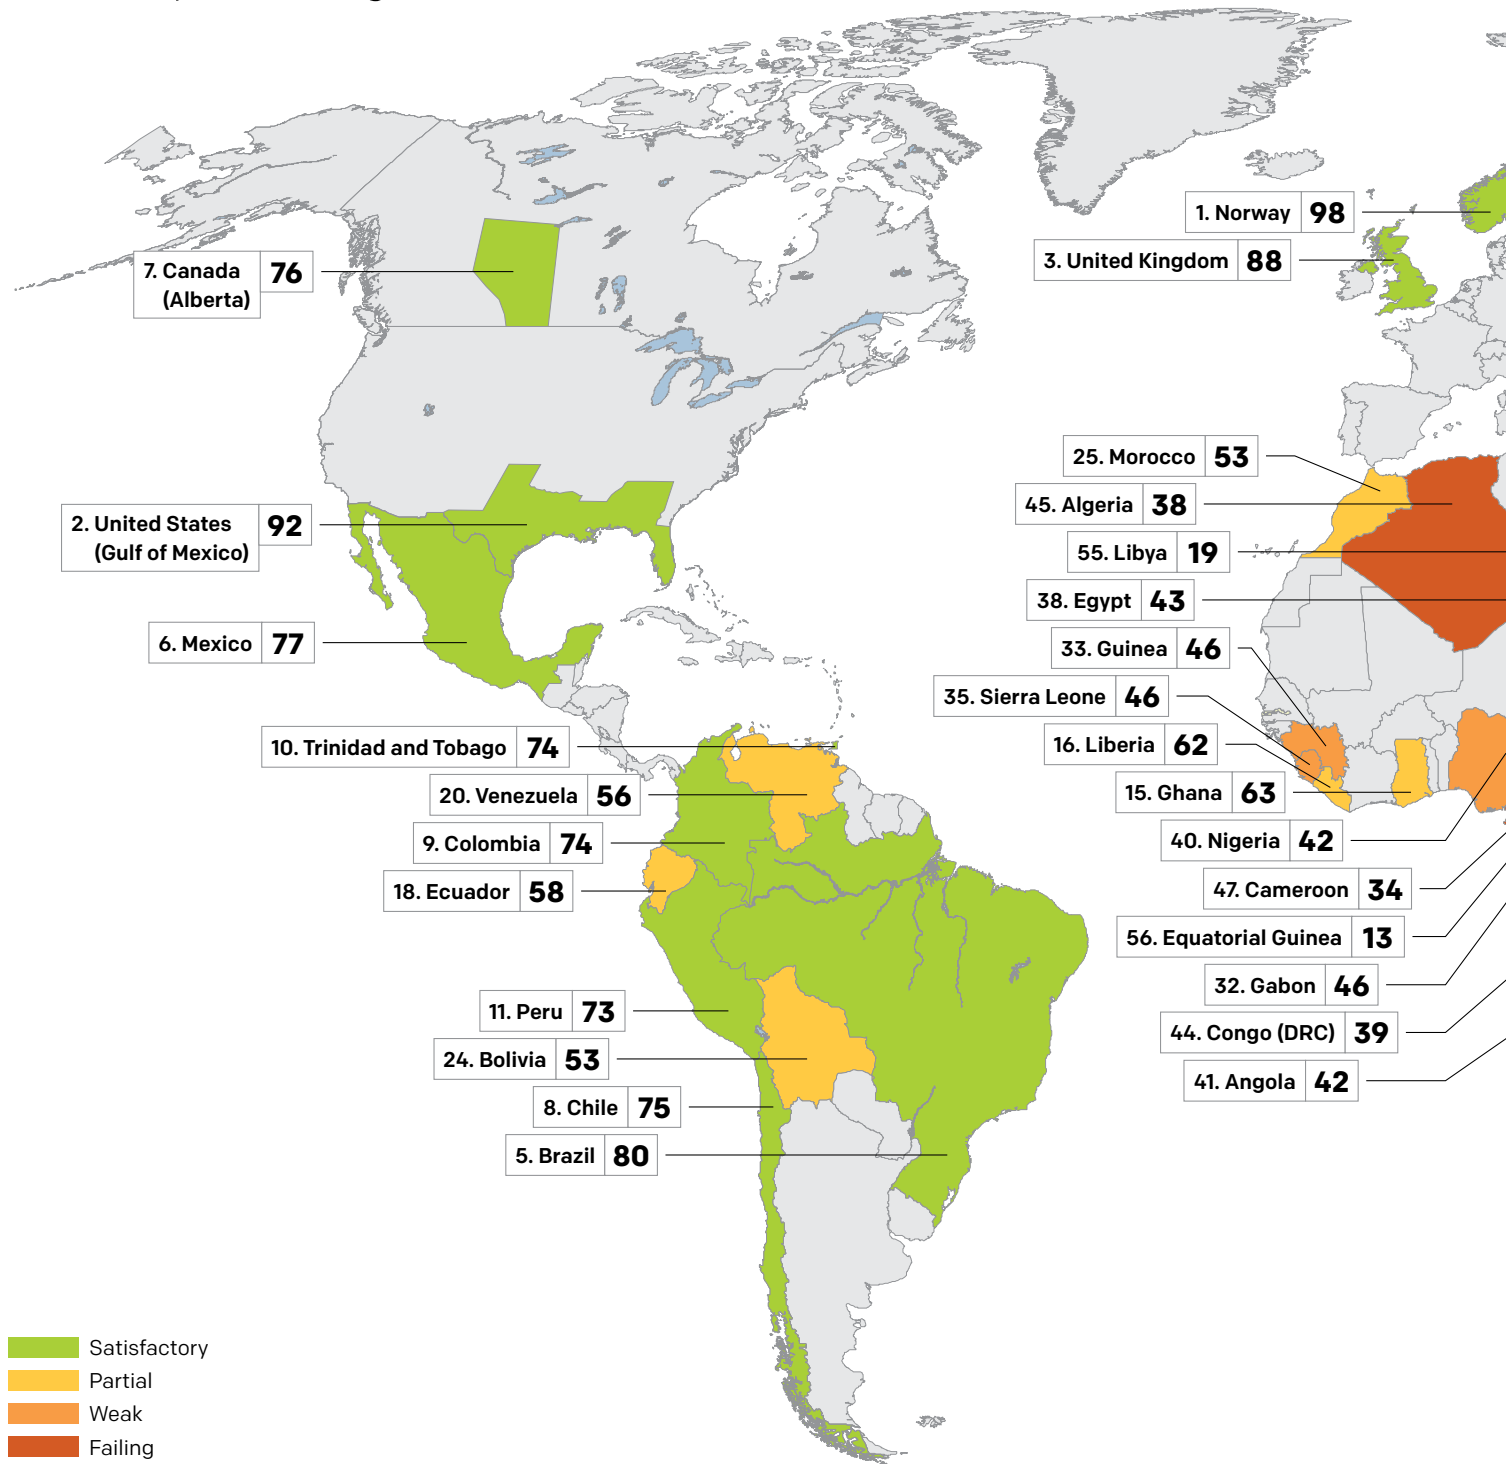 1. Norway 98
3. United Kingdom 88
7. Canada 76
(Alberta)
25. Morocco 53
45. Algeria 38
2. United States 92
(Gulf of Mexico)
55. Libya 19
38. Egypt 43
6. Mexico 77
33. Guinea 46
35. Sierra Leone 46
10. Trinidad and Tobago 74
16. Liberia 62
20. Venezuela 56
15. Ghana 63
9. Colombia 74
40. Nigeria 42
18. Ecuador 58
47. Cameroon 34
56. Equatorial Guinea 13
32. Gabon 46
11. Peru 73
44. Congo (DRC) 39
24. Bolivia 53
41. Angola 42
8. Chile 75
5. Brazil 80
Satisfactory
Partial
Weak
Failing